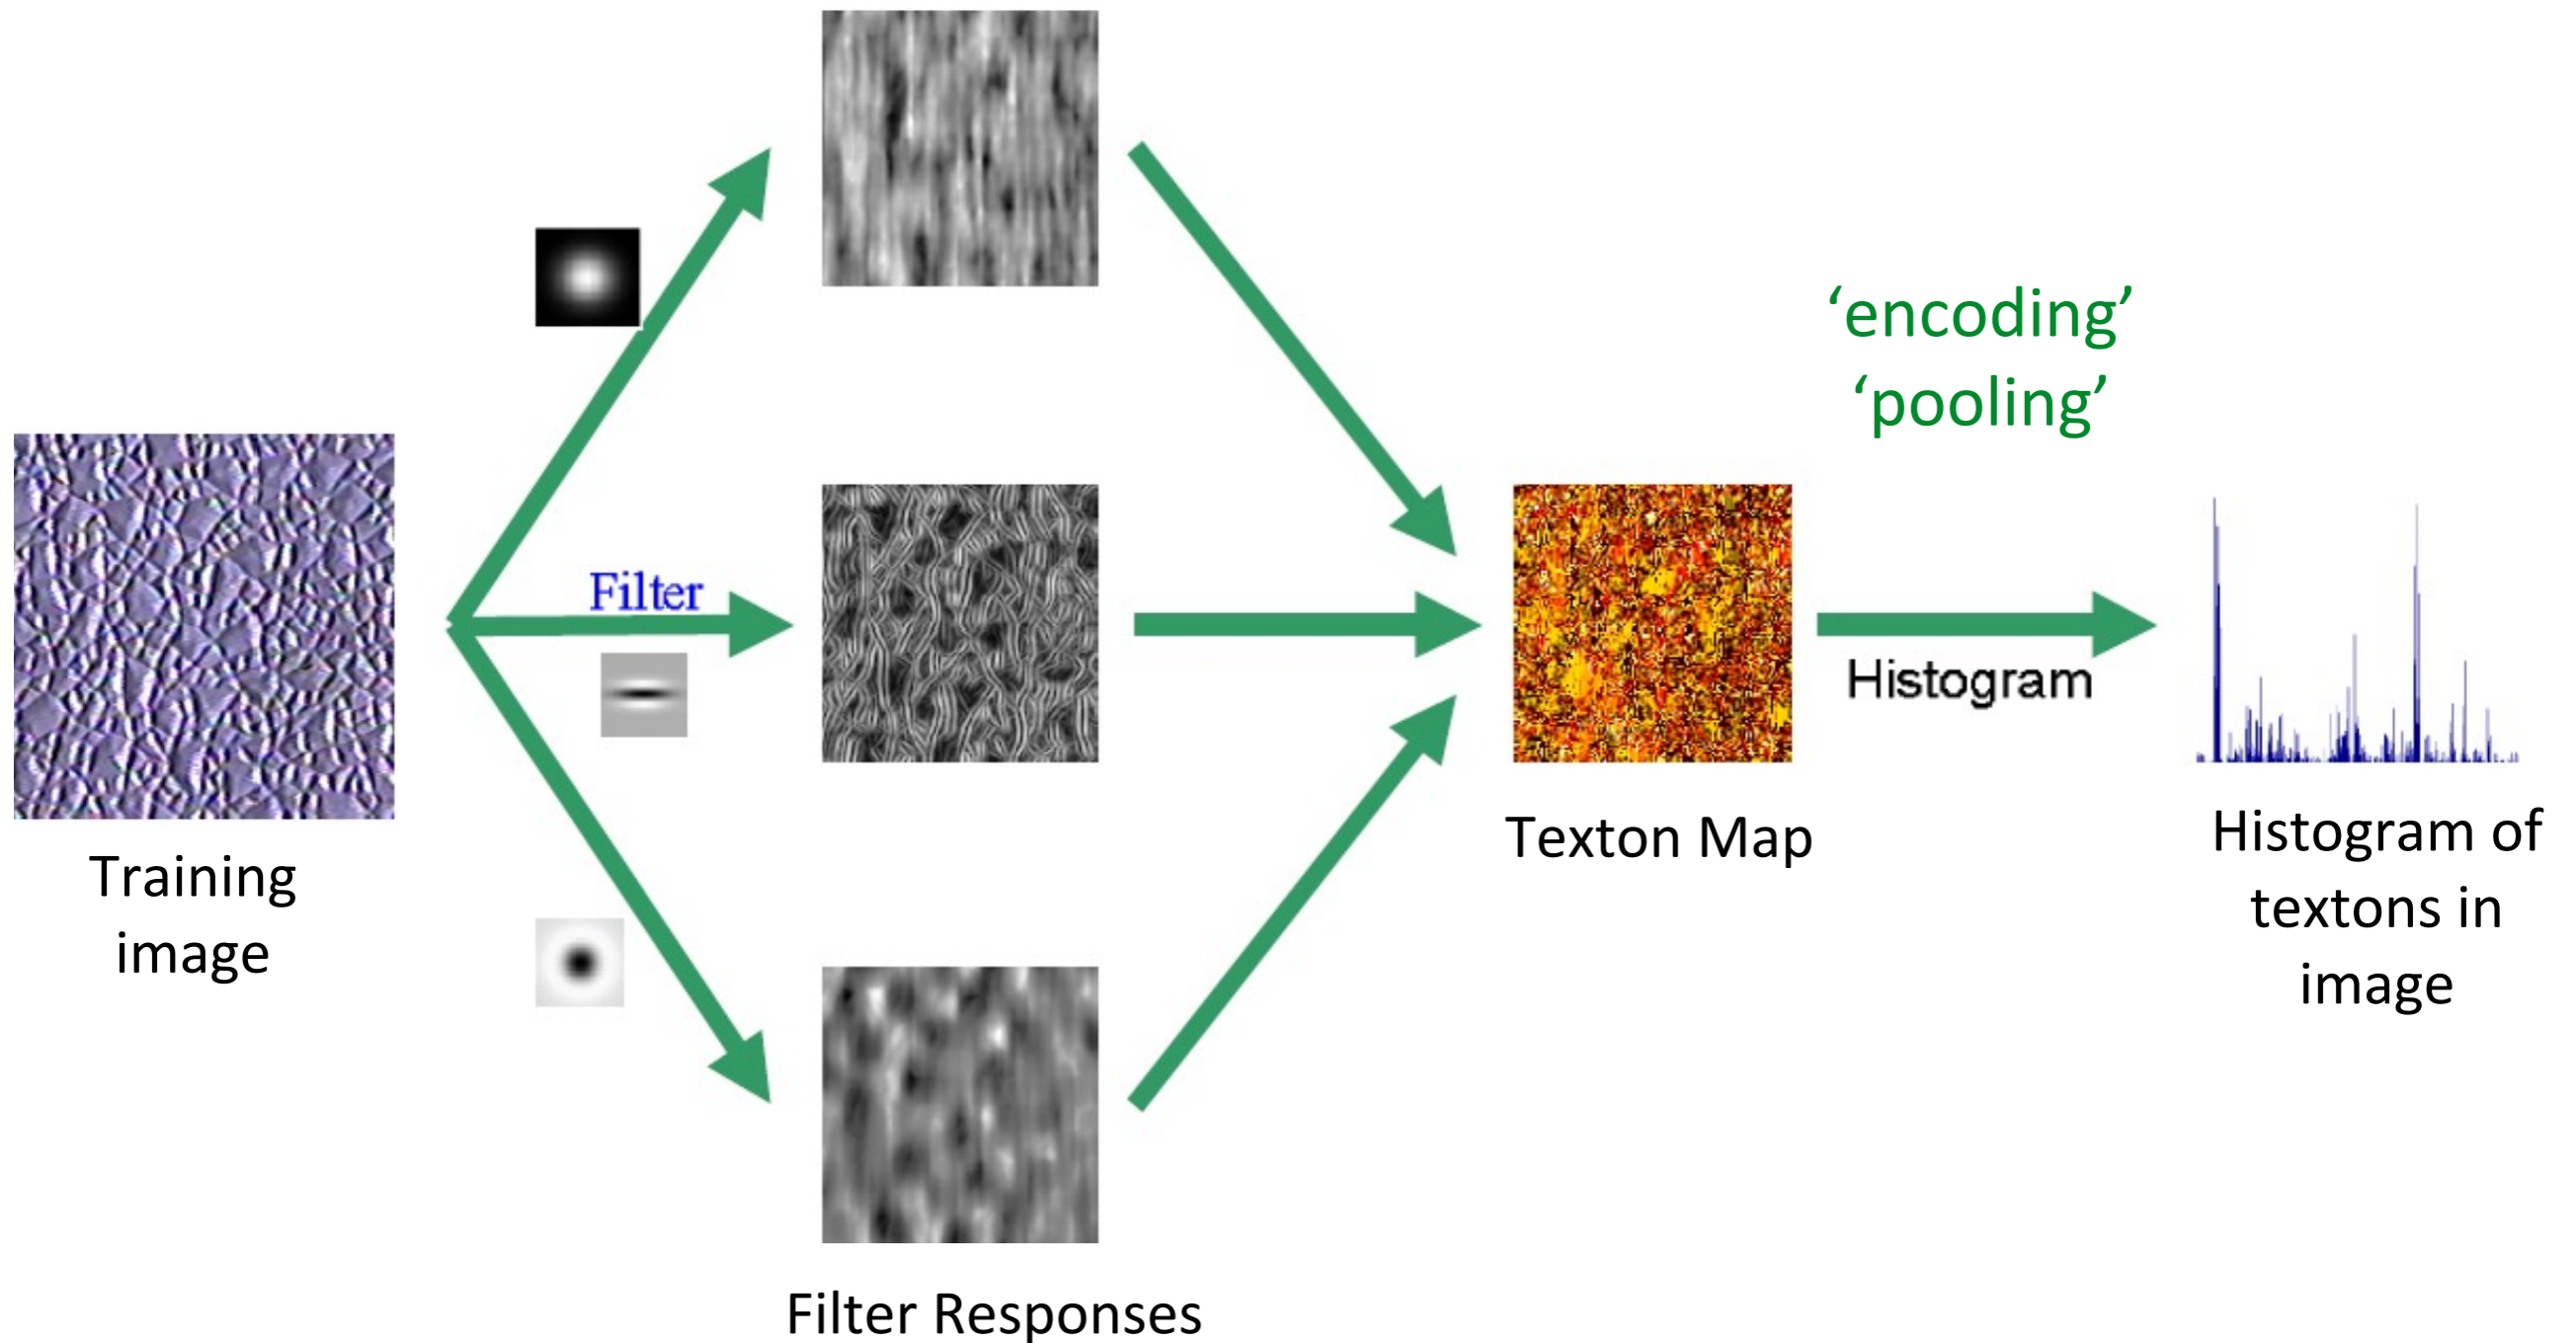 ‘encoding’
‘pooling’
Filter
Histogram
Training
image
Texton Map
Histogram of
textons in
image
Filter Responses